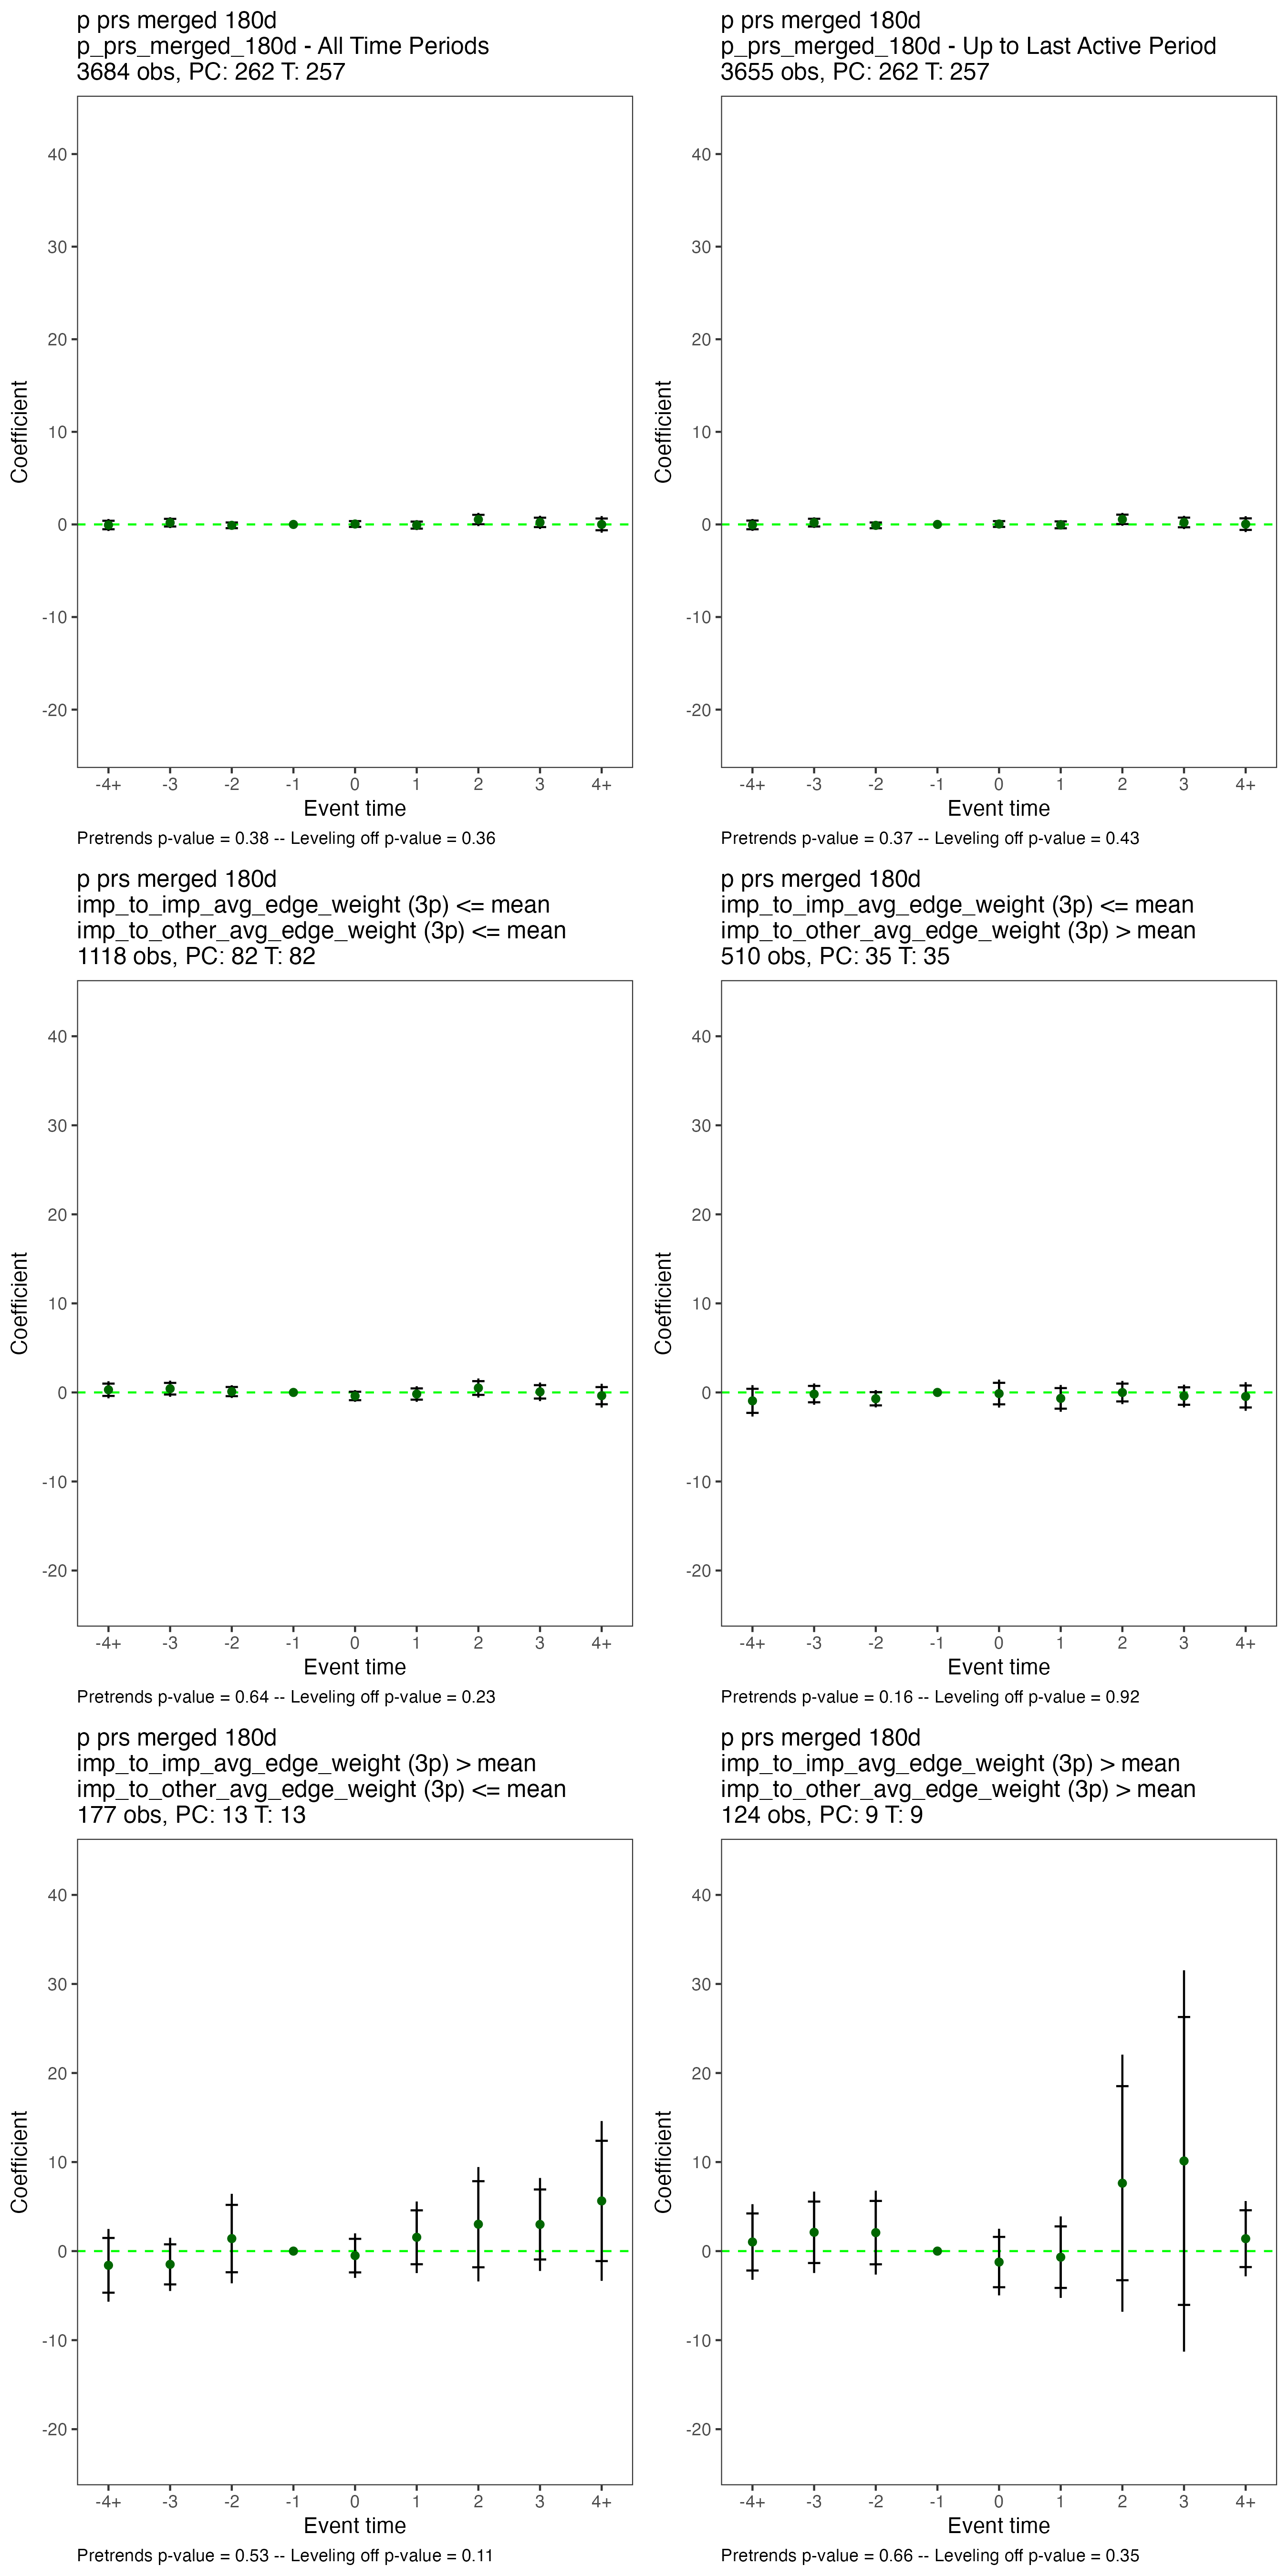 p prs merged 180d
p_prs_merged_180d - All Time Periods
3684 obs, PC: 262 T: 257
Coefficient
40
30
20
10
0
-10
-20
-4+ -3 -2 -1 0 1 2 3 4+
Event time
Pretrends p-value = 0.38 -- Leveling off p-value = 0.36
p prs merged 180d
p_prs_merged_180d - Up to Last Active Period
3655 obs, PC: 262 T: 257
Coefficient
40
30
20
10
0
-10
-20
-4+ -3 -2 -1 0 1 2 3 4+
Event time
Pretrends p-value = 0.37 -- Leveling off p-value = 0.43
p prs merged 180d
imp_to_imp_avg_edge_weight (3p) <= mean
imp_to_other_avg_edge_weight (3p) <= mean
1118 obs, PC: 82 T: 82
Coefficient
40
30
20
10
0
-10
-20
-4+ -3 -2 -1 0 1 2 3 4+
Event time
Pretrends p-value = 0.64 -- Leveling off p-value = 0.23
p prs merged 180d
imp_to_imp_avg_edge_weight (3p) <= mean
imp_to_other_avg_edge_weight (3p) > mean
510 obs, PC: 35 T: 35
Coefficient
40
30
20
10
0
-10
-20
-4+ -3 -2 -1 0 1 2 3 4+
Event time
Pretrends p-value = 0.16 -- Leveling off p-value = 0.92
p prs merged 180d
imp_to_imp_avg_edge_weight (3p) > mean
imp_to_other_avg_edge_weight (3p) <= mean
177 obs, PC: 13 T: 13
Coefficient
40
30
20
10
0
-10
-20
-4+ -3 -2 -1 0 1 2 3 4+
Event time
Pretrends p-value = 0.53 -- Leveling off p-value = 0.11
p prs merged 180d
imp_to_imp_avg_edge_weight (3p) > mean
imp_to_other_avg_edge_weight (3p) > mean
124 obs, PC: 9 T: 9
Coefficient
40
30
20
10
0
-10
-20
-4+ -3 -2 -1 0 1 2 3 4+
Event time
Pretrends p-value = 0.66 -- Leveling off p-value = 0.35